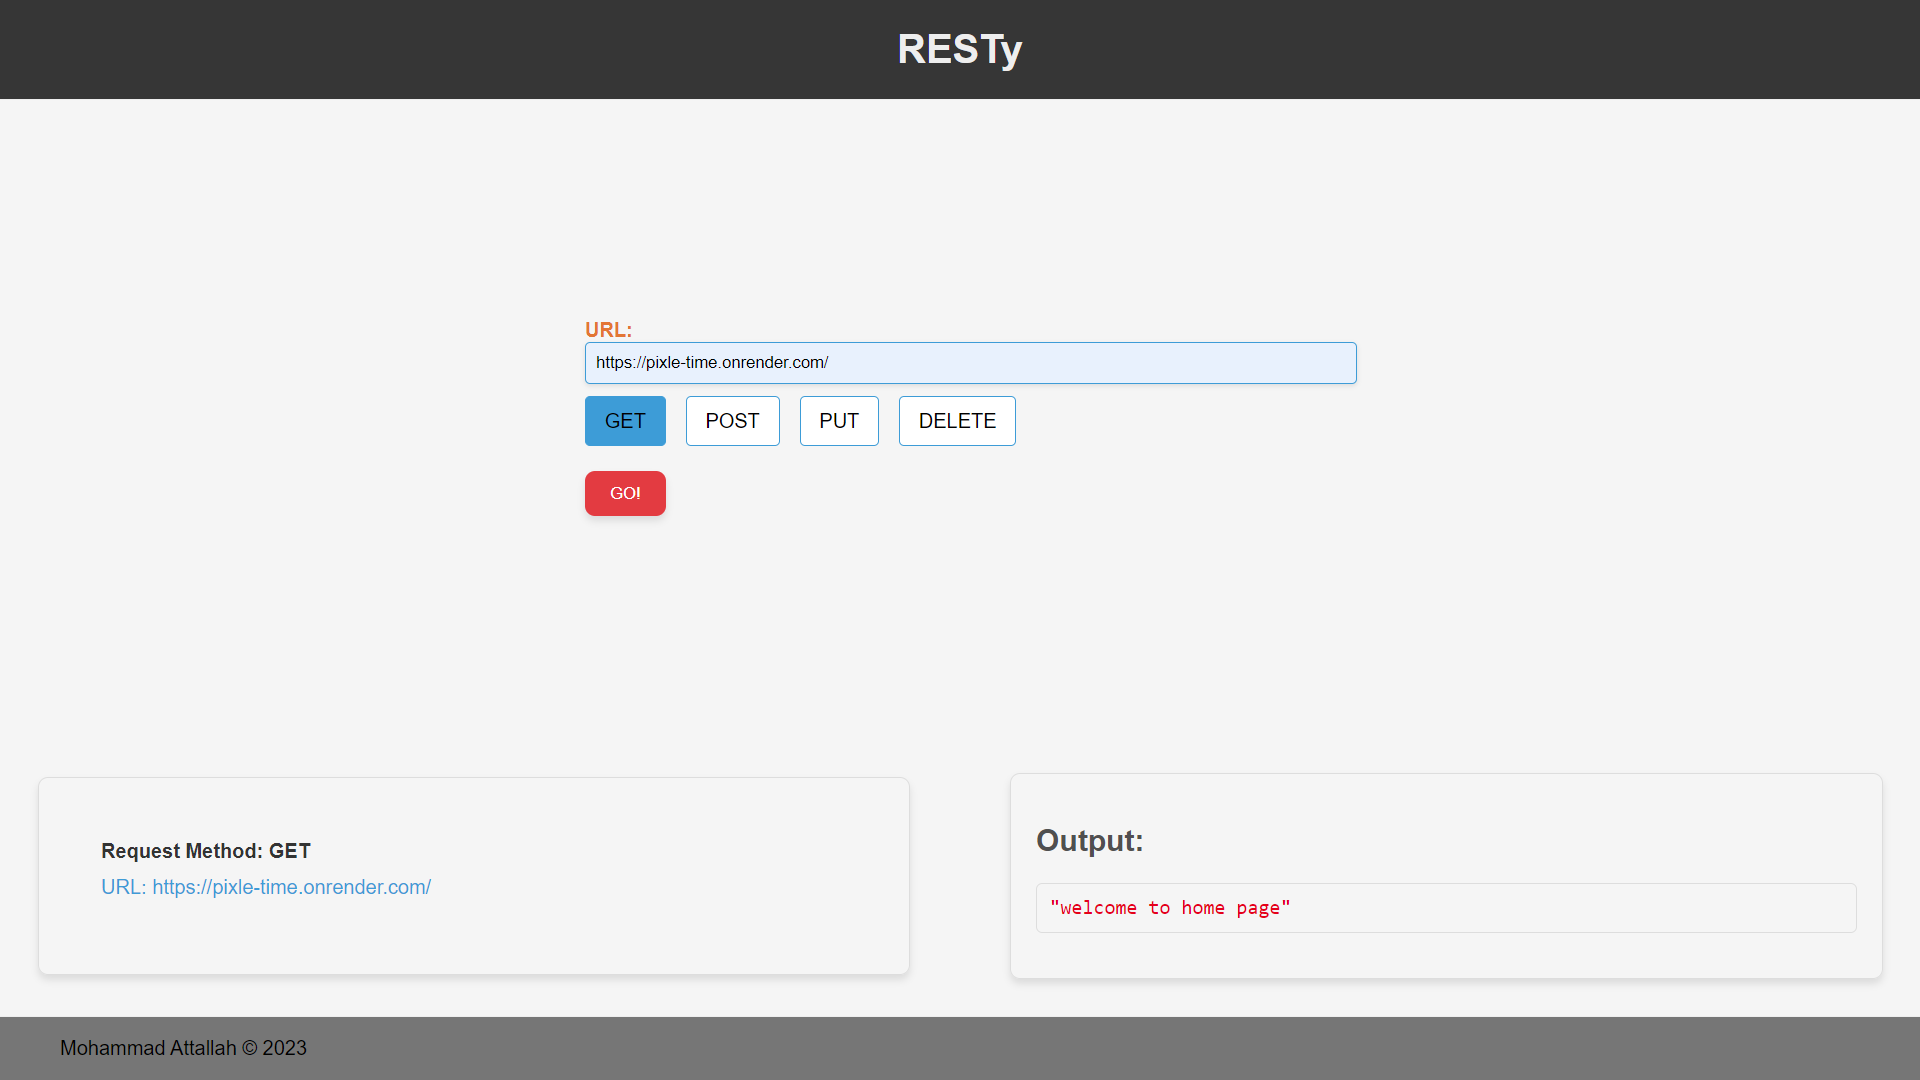 RESTy
URL:
https://pixle-time.onrender.com/
GET POST PUT DELETE
GO!
Request Method: GET
URL: https://pixle-time.onrender.com/
Output:
"welcome to home page"
Mohammad Attallah © 2023